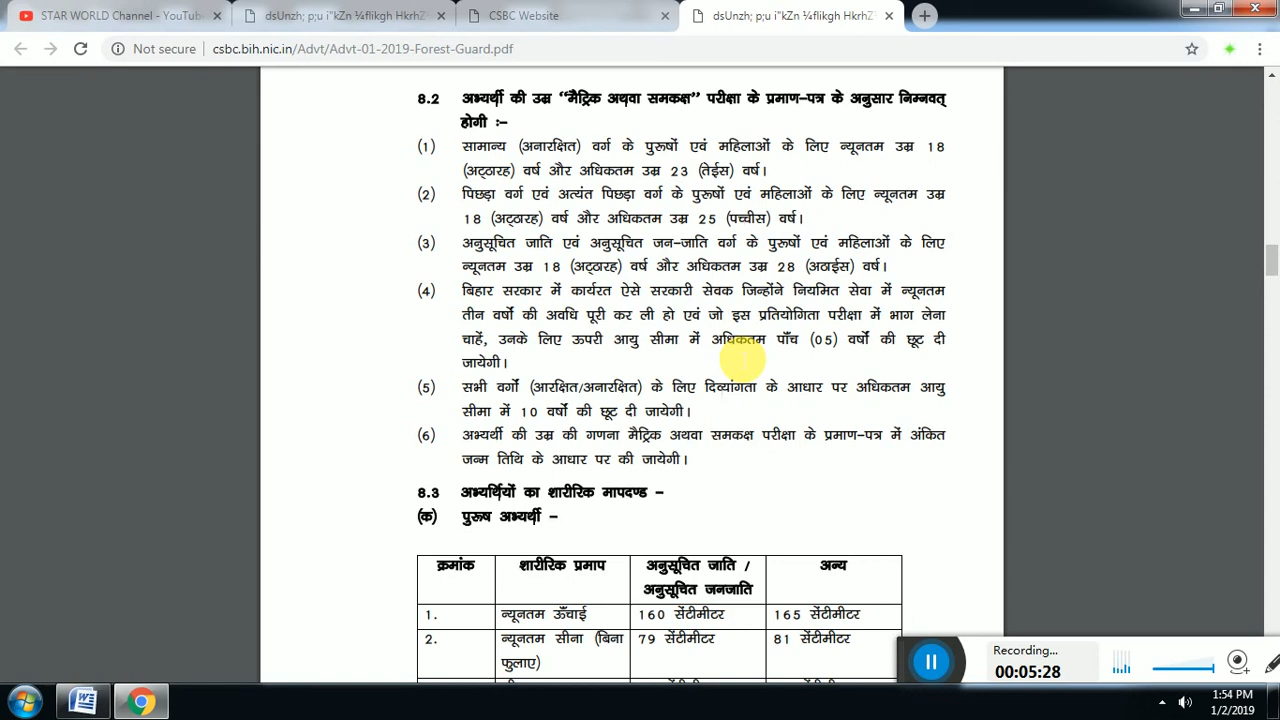 STAR WORLD Channel - YouTube
dsUnzh; p;u i"kZn ¼flikgh HkrhZ
CSBC Website
dsUnzh; p;u i"kZn ¼flikgh HkrhZ
Not secure | csbc.bih.nic.in/Advt/Advt-01-2019-Forest-Guard.pdf
8.2 अभ्यर्थी की उम्र “मैट्रिक अथवा समकक्ष” परीक्षा के प्रमाण-पत्र के अनुसार निम्नवत्
होगी :-
(1) सामान्य (अनारक्षित) वर्ग के पुरूषों एवं महिलाओं के लिए न्यूनतम उम्र 18
(अट्ठारह) वर्ष और अधिकतम उम्र 23 (तेईस) वर्ष।
(2) पिछड़ा वर्ग एवं अत्यंत पिछड़ा वर्ग के पुरूषों एवं महिलाओं के लिए न्यूनतम उम्र
18 (अट्ठारह) वर्ष और अधिकतम उम्र 25 (पच्चीस) वर्ष।
(3) अनुसूचित जाति एवं अनुसूचित जन-जाति वर्ग के पुरूषों एवं महिलाओं के लिए
न्यूनतम उम्र 18 (अट्ठारह) वर्ष और अधिकतम उम्र 28 (अठाईस) वर्ष।
(4) बिहार सरकार में कार्यरत ऐसे सरकारी सेवक जिन्होंने नियमित सेवा में न्यूनतम
तीन वर्षों की अवधि पूरी कर ली हो एवं जो इस प्रतियोगिता परीक्षा में भाग लेना
चाहें, उनके लिए ऊपरी आयु सीमा में अधिकतम पाँच (05) वर्षों की छूट दी
जायेगी।
(5) सभी वर्गों (आरक्षित/अनारक्षित) के लिए दिव्यांगता के आधार पर अधिकतम आयु
सीमा में 10 वर्षों की छूट दी जायेगी।
(6) अभ्यर्थी की उम्र की गणना मैट्रिक अथवा समकक्ष परीक्षा के प्रमाण-पत्र में अंकित
जन्म तिथि के आधार पर की जायेगी।
8.3 अभ्यर्थियों का शारीरिक मापदण्ड -
(क) पुरूष अभ्यर्थी -
क्रमांक शारीरिक प्रमाप अनुसूचित जाति / अन्य
अनुसूचित जनजाति
1. न्यूनतम ऊँचाई 160 सेंटीमीटर 165 सेंटीमीटर
2. न्यूनतम सीना (बिना 79 सेंटीमीटर 81 सेंटीमीटर
फुलाए)
Recording...
00:05:28
1:54 PM
1/2/2019